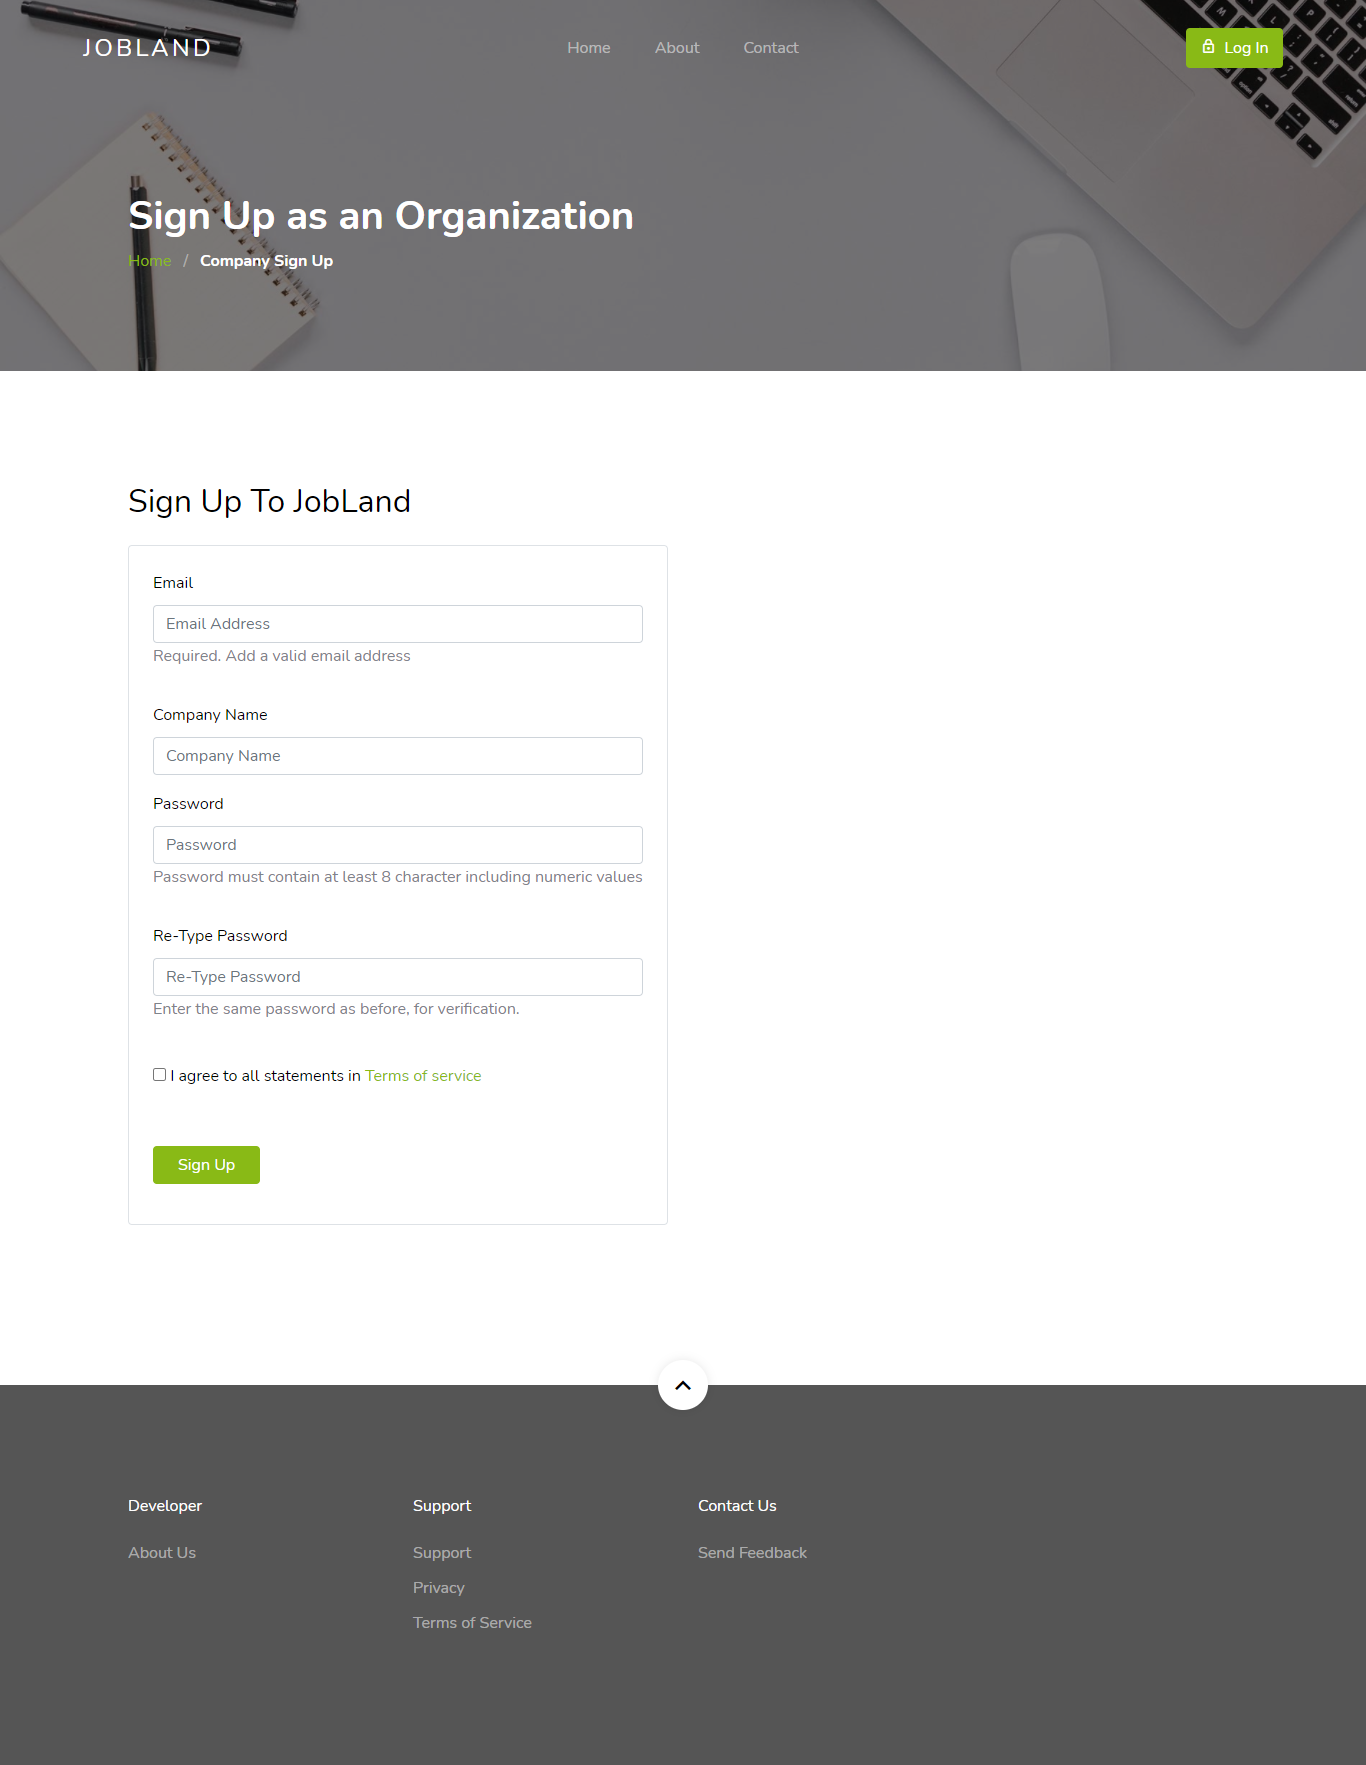 JOBLAND
Home
About
Contact
Log In
Sign Up as an Organization
Home / Company Sign Up
Sign Up To JobLand
Email
Email Address
Required. Add a valid email address
Company Name
Company Name
Password
Password
Password must contain at least 8 character including numeric values
Re-Type Password
Re-Type Password
Enter the same password as before, for verification.
I agree to all statements in Terms of service
Sign Up
Developer
About Us
Support
Support
Privacy
Terms of Service
Contact Us
Send Feedback